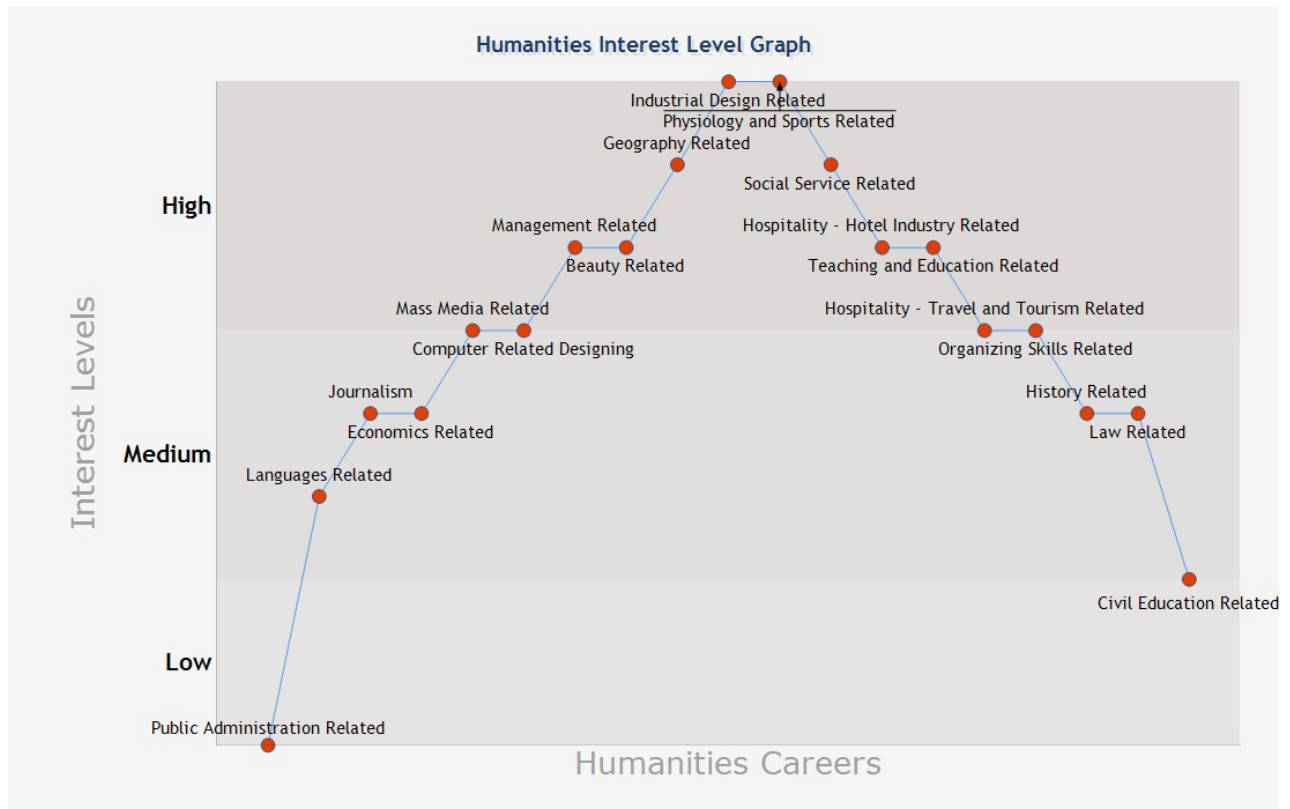 Humanities Interest Level Graph
Industrial Design Related
Physiology and Sports Related
Geography Related
Social Service Related
High
Management Related
Hospitality - Hotel Industry Related
Beauty Related
Teaching and Education Related
Mass Media Related
Hospitality - Travel and Tourism Related
Computer Related Designing
Organizing Skills Related
Interest Levels
Journalism
History Related
Economics Related
Law Related
Medium
Languages Related
Civil Education Related
Low
Public Administration Related
Humanities Careers